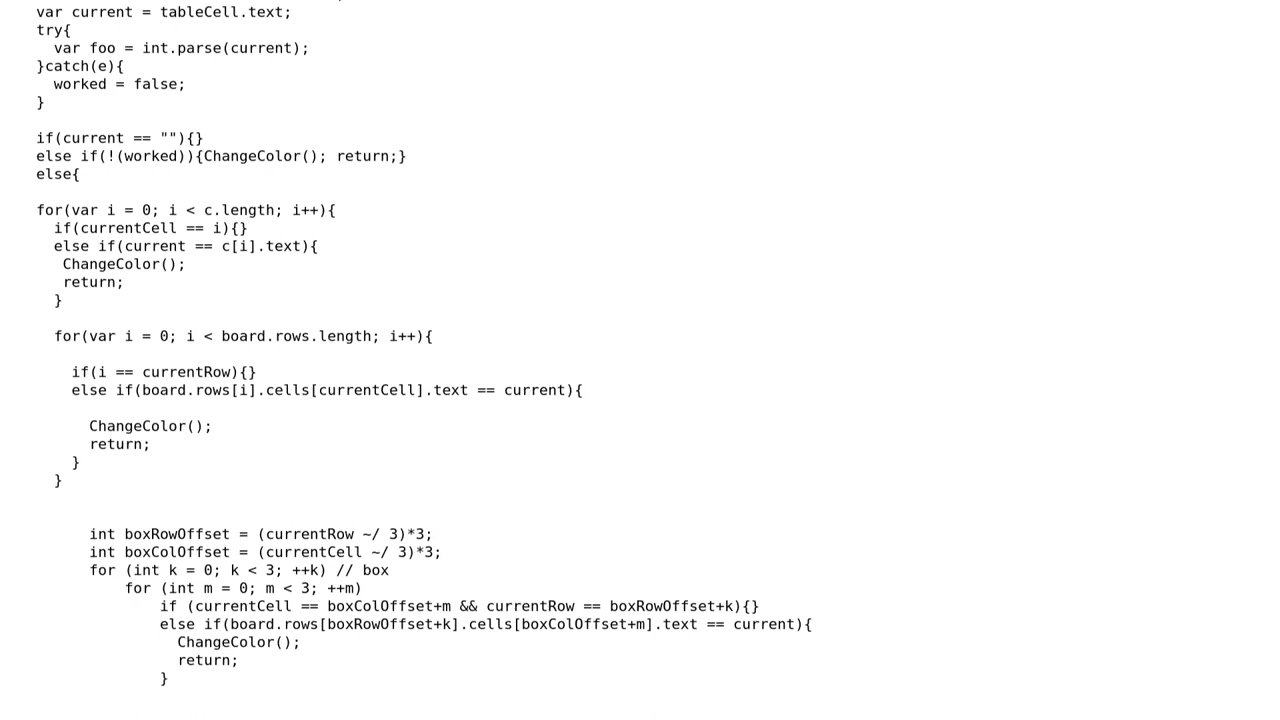 var current = tableCell.text;
try{
  var foo = int.parse(current);
}catch(e){
  worked = false;
}

if(current == ""){}
else if(!(worked)){ChangeColor(); return;}
else{

for(var i = 0; i < c.length; i++){
  if(currentCell == i){}
  else if(current == c[i].text){
   ChangeColor();
   return;
  }

  for(var i = 0; i < board.rows.length; i++){

    if(i == currentRow){}
    else if(board.rows[i].cells[currentCell].text == current){

      ChangeColor();
      return;
    }
  }


      int boxRowOffset = (currentRow ~/ 3)*3;
      int boxColOffset = (currentCell ~/ 3)*3;
      for (int k = 0; k < 3; ++k) // box
          for (int m = 0; m < 3; ++m)
              if (currentCell == boxColOffset+m && currentRow == boxRowOffset+k){}
              else if(board.rows[boxRowOffset+k].cells[boxColOffset+m].text == current){
                ChangeColor();
                return;
              }